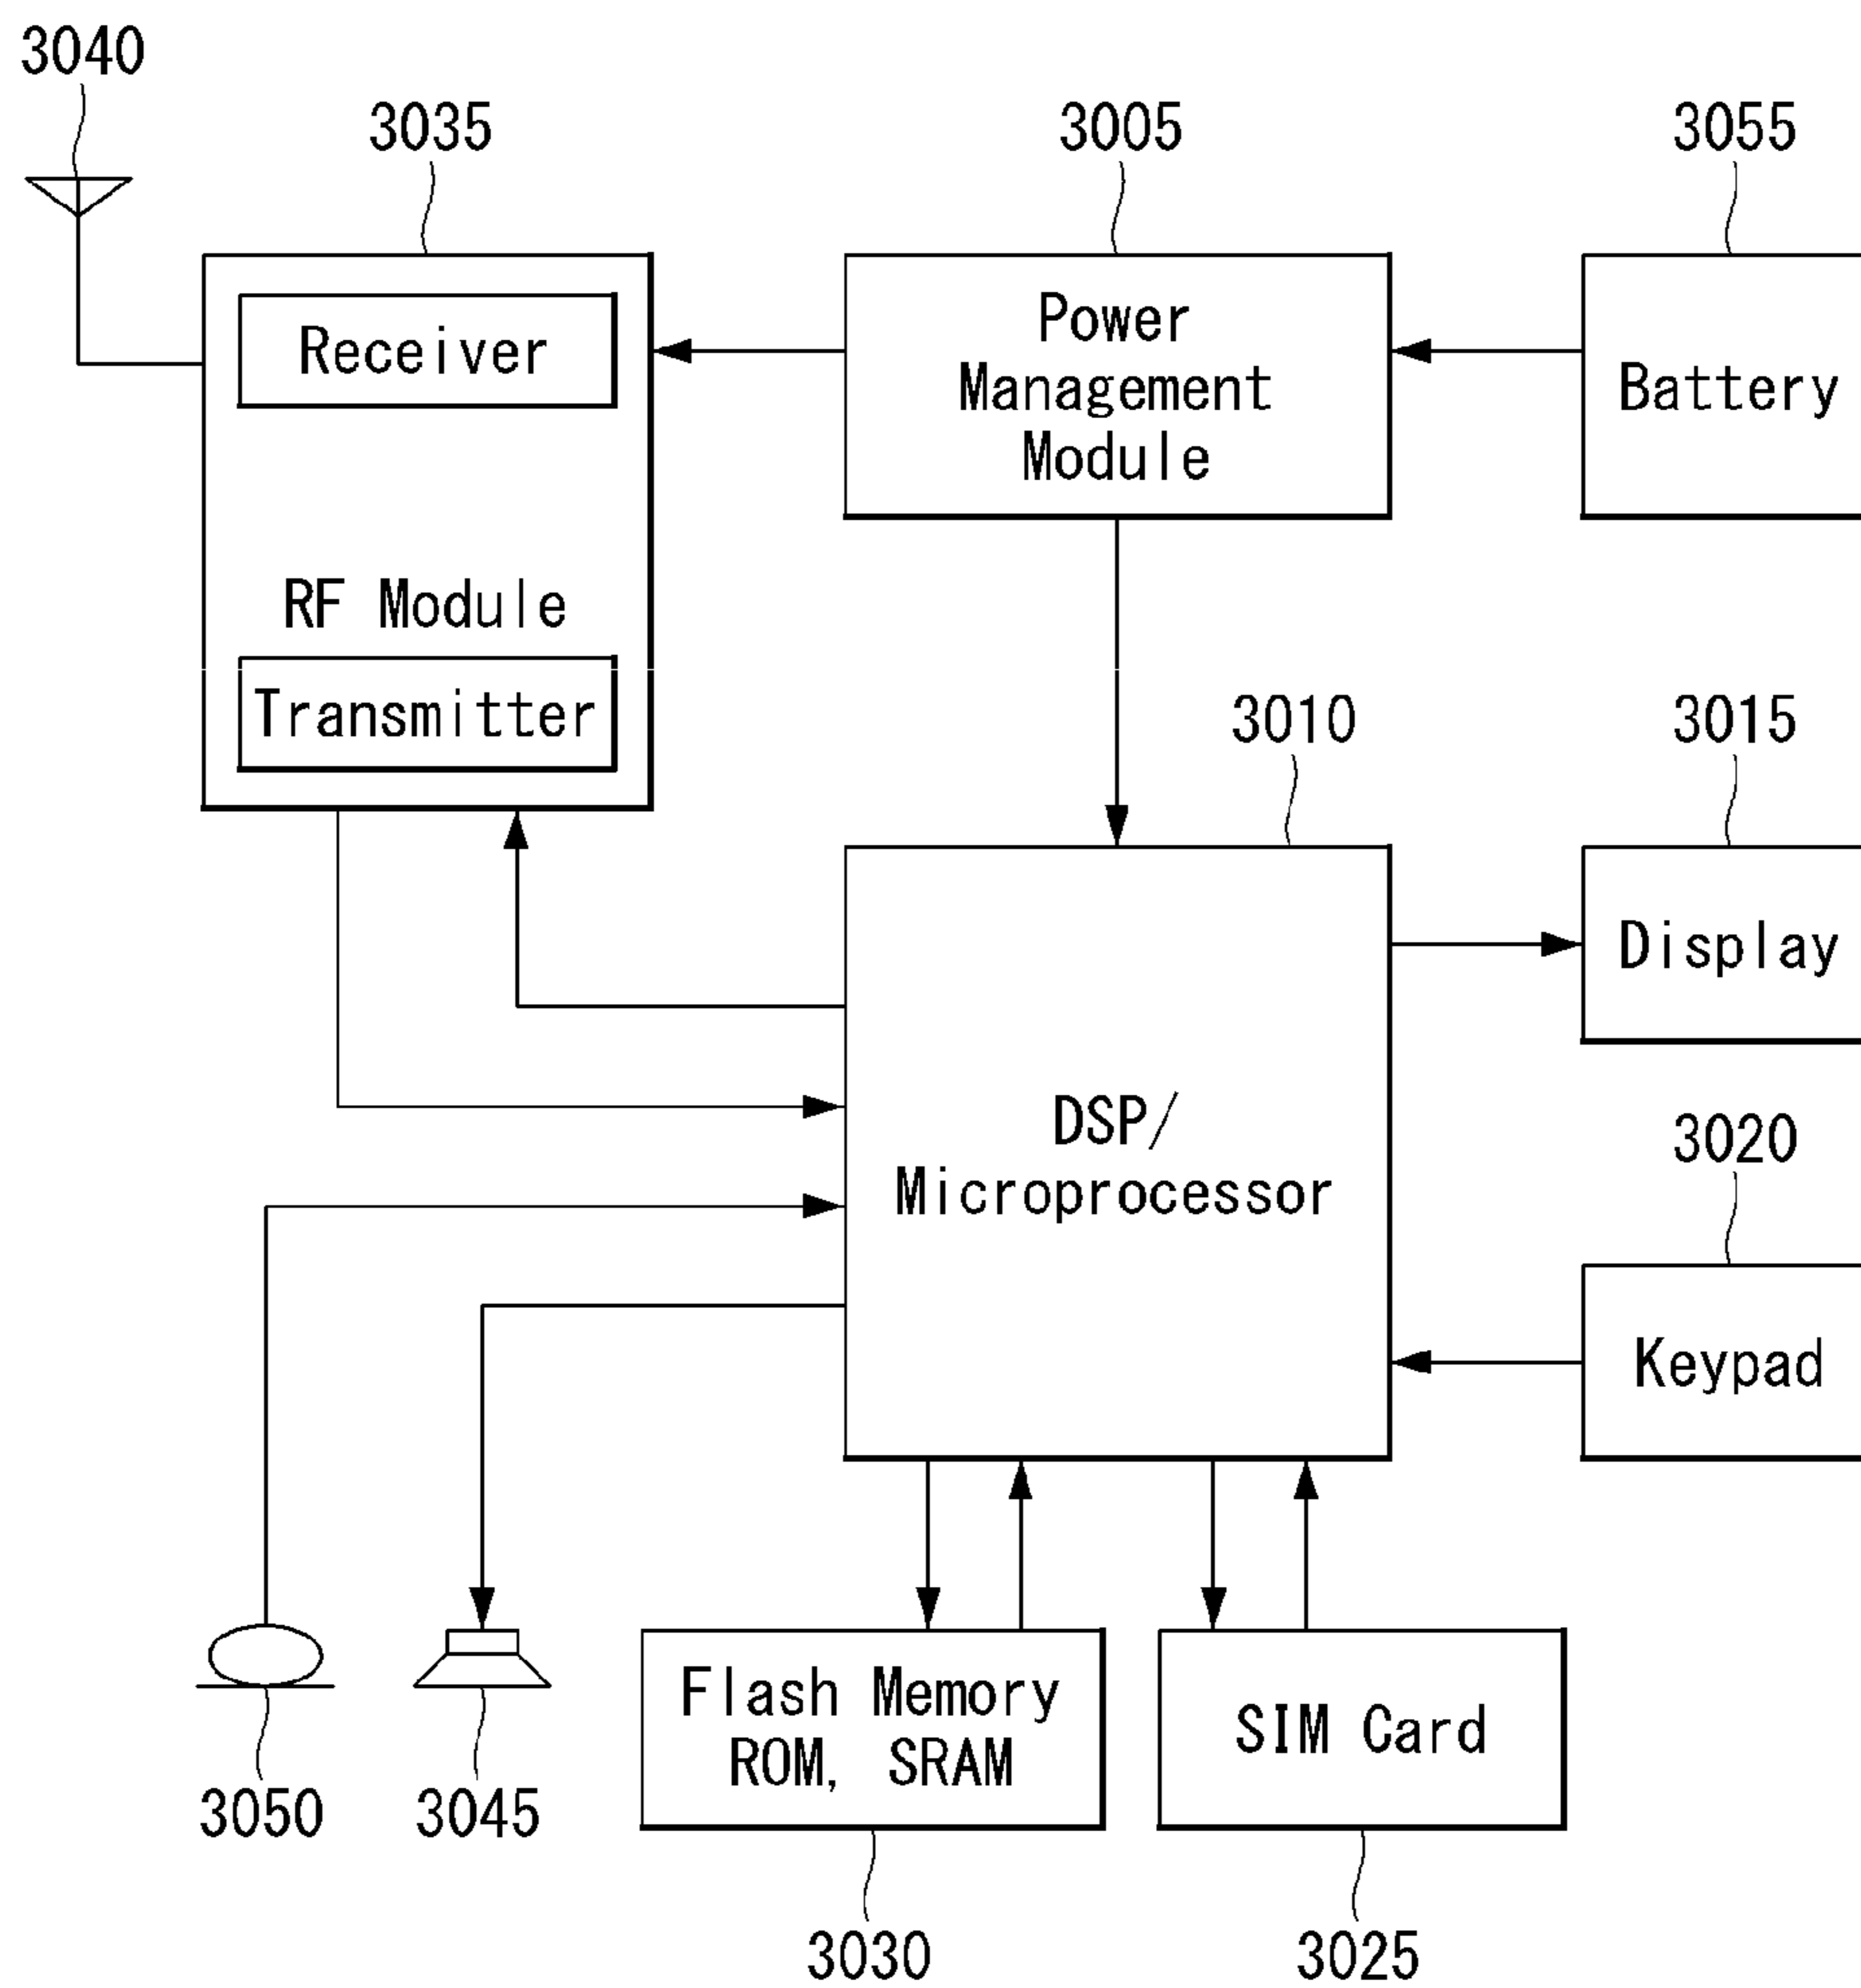 3040
3035
3005
3055
Receiver
Power
Management
Module
Battery
RF Module
Transmitter
3010
3015
Display
DSP/
Microprocessor
3020
Keypad
Flash Memory
ROM, SRAM
SIM Card
3050
3045
3030
3025